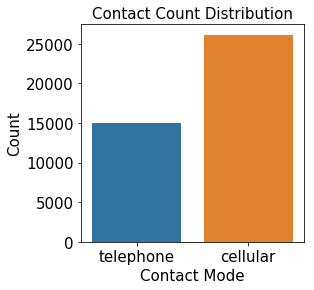 Contact Count Distribution
Count
25000
20000
15000
10000
5000
0
telephone cellular
Contact Mode